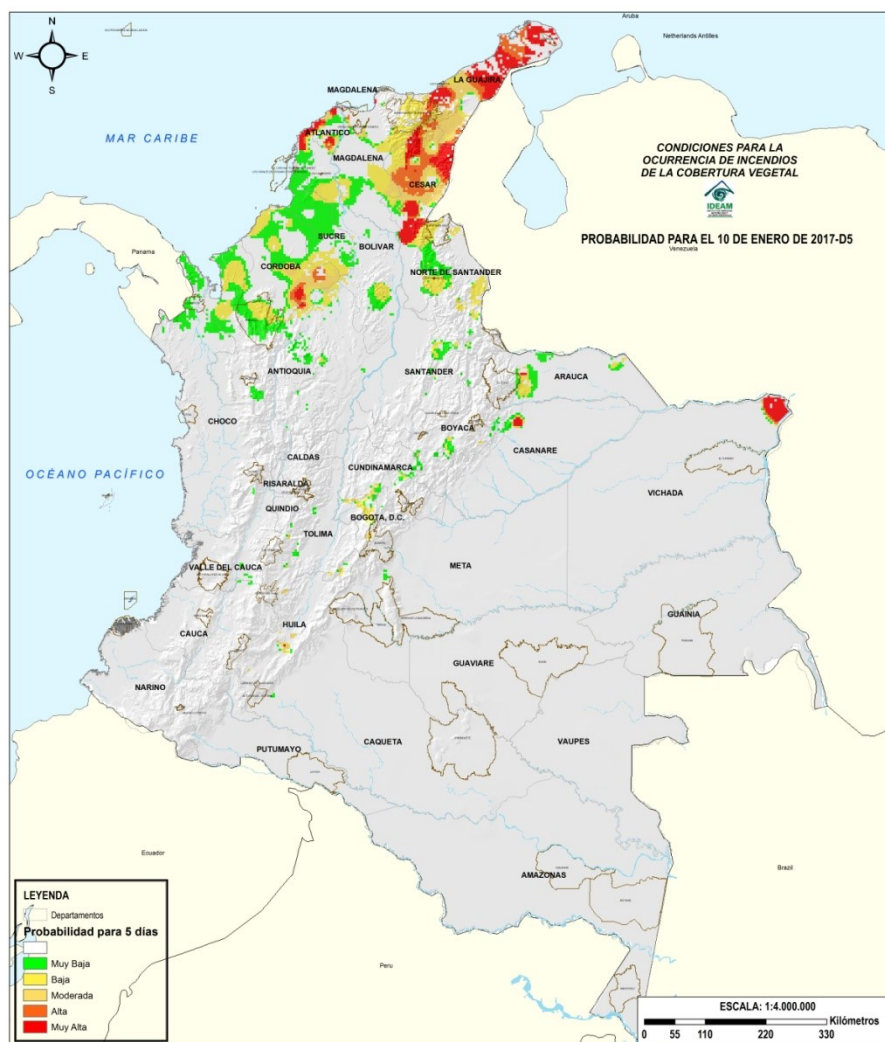 N
W E
S
Aruba
Netherlands Antilles
MAR CARIBE
CONDICIONES PARA LA
OCURRENCIA DE INCENDIOS
DE LA COBERTURA VEGETAL
IDEAM
PROBABILIDAD PARA EL 10 DE ENERO DE 2017-D5
Venezuela
LA GUAJIRA
MAGDALENA
ATLANTICO
MAGDALENA
CESAR
SUCRE
BOLIVAR
Panama
CORDOBA
NORTE DE SANTANDER
ANTIOQUIA
SANTANDER
ARAUCA
CHOCO
BOYACA
CASANARE
CALDAS
CUNDINAMARCA
OCÉANO PACÍFICO
RISARALDA
VICHADA
QUINDIO
BOGOTA, D.C.
TOLIMA
VALLE DEL CAUCA
META
GUAINIA
CAUCA
HUILA
GUAVIARE
NARINO
PUTUMAYO
CAQUETA
VAUPES
Ecuador
Brazil
AMAZONAS
Peru
LEYENDA
Departamentos
Probabilidad para 5 días
Muy Baja
Baja
Moderada
Alta
Muy Alta
ESCALA: 1:4.000.000
Kilómetros
0 55 110 220 330